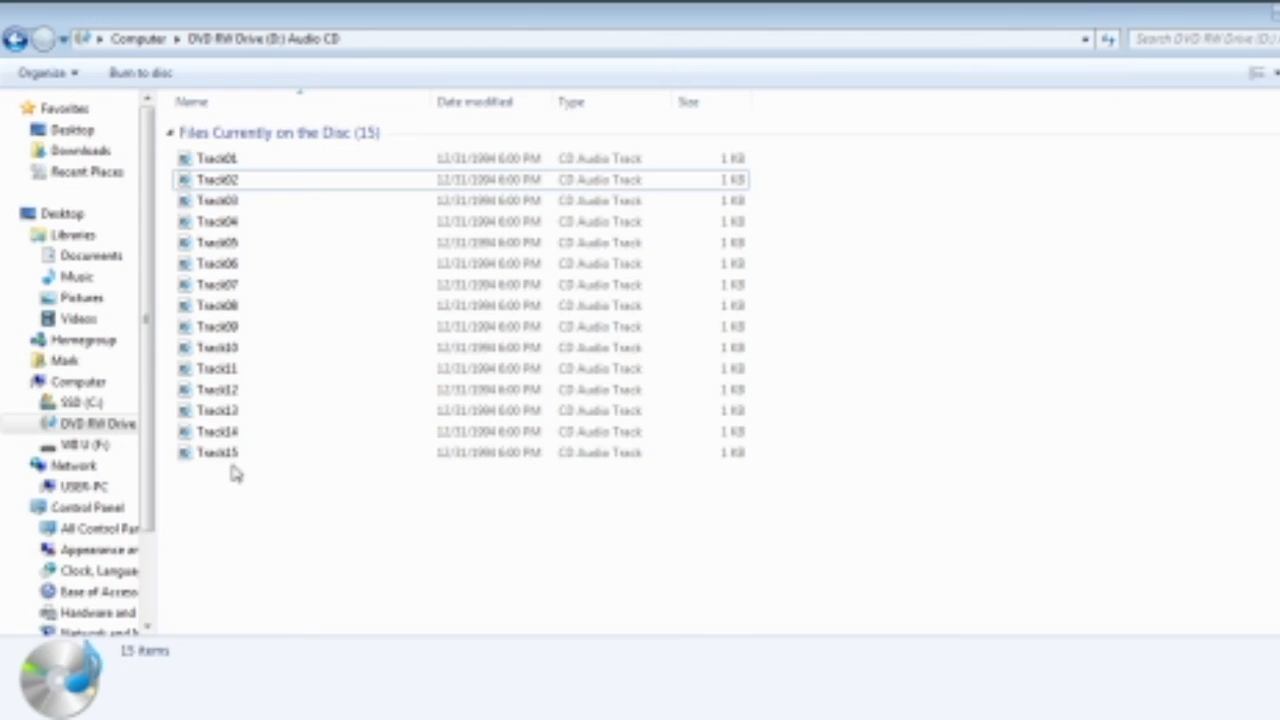 Computer ▸ DVD RW Drive (D:) Audio CD
Search DVD RW Drive (D:)
Organize Burn to disc
Name Date modified Type Size
Files Currently on the Disc (15)
Track01 12/31/1994 6:00 PM CD Audio Track 1 KB
Track02 12/31/1994 6:00 PM CD Audio Track 1 KB
Track03 12/31/1994 6:00 PM CD Audio Track 1 KB
Track04 12/31/1994 6:00 PM CD Audio Track 1 KB
Track05 12/31/1994 6:00 PM CD Audio Track 1 KB
Track06 12/31/1994 6:00 PM CD Audio Track 1 KB
Track07 12/31/1994 6:00 PM CD Audio Track 1 KB
Track08 12/31/1994 6:00 PM CD Audio Track 1 KB
Track09 12/31/1994 6:00 PM CD Audio Track 1 KB
Track10 12/31/1994 6:00 PM CD Audio Track 1 KB
Track11 12/31/1994 6:00 PM CD Audio Track 1 KB
Track12 12/31/1994 6:00 PM CD Audio Track 1 KB
Track13 12/31/1994 6:00 PM CD Audio Track 1 KB
Track14 12/31/1994 6:00 PM CD Audio Track 1 KB
Track15 12/31/1994 6:00 PM CD Audio Track 1 KB
Favorites
Desktop
Downloads
Recent Places
Desktop
Libraries
Documents
Music
Pictures
Videos
Homegroup
Mark
Computer
SSD (C:)
DVD RW Drive
(F:)
Network
USER-PC
Control Panel
All Control Par
Appearance ar
Clock, Langua
Ease of Access
Hardware and
Network and
15 items